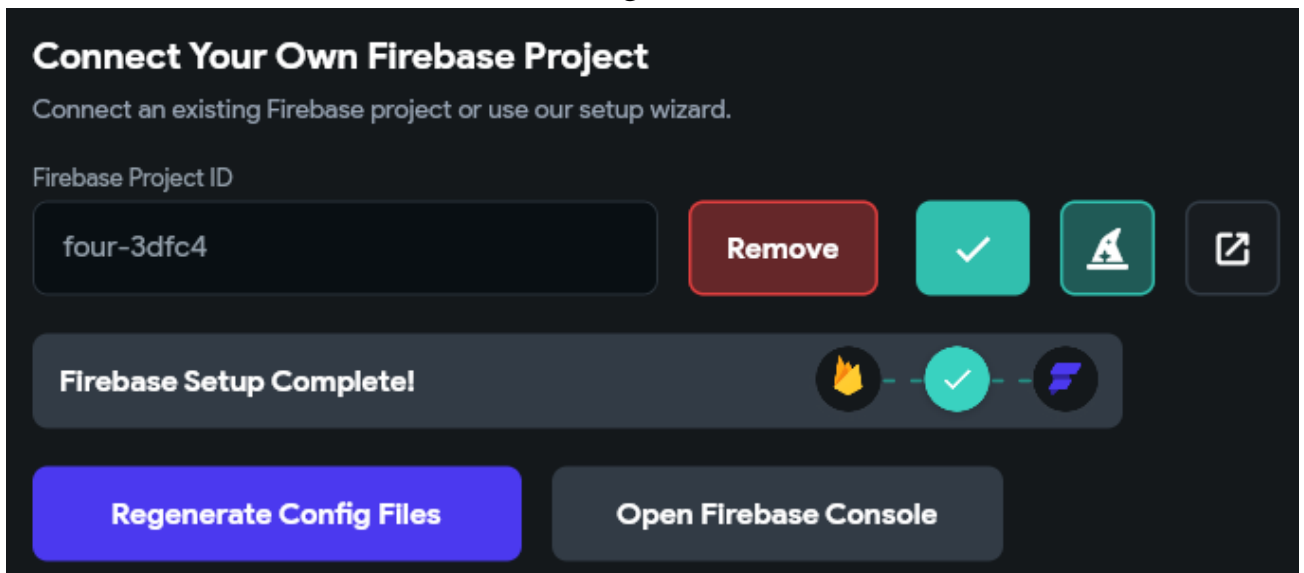 Connect Your Own Firebase Project
Connect an existing Firebase project or use our setup wizard.
Firebase Project ID
four-3dfc4
Remove
Firebase Setup Complete!
Regenerate Config Files
Open Firebase Console